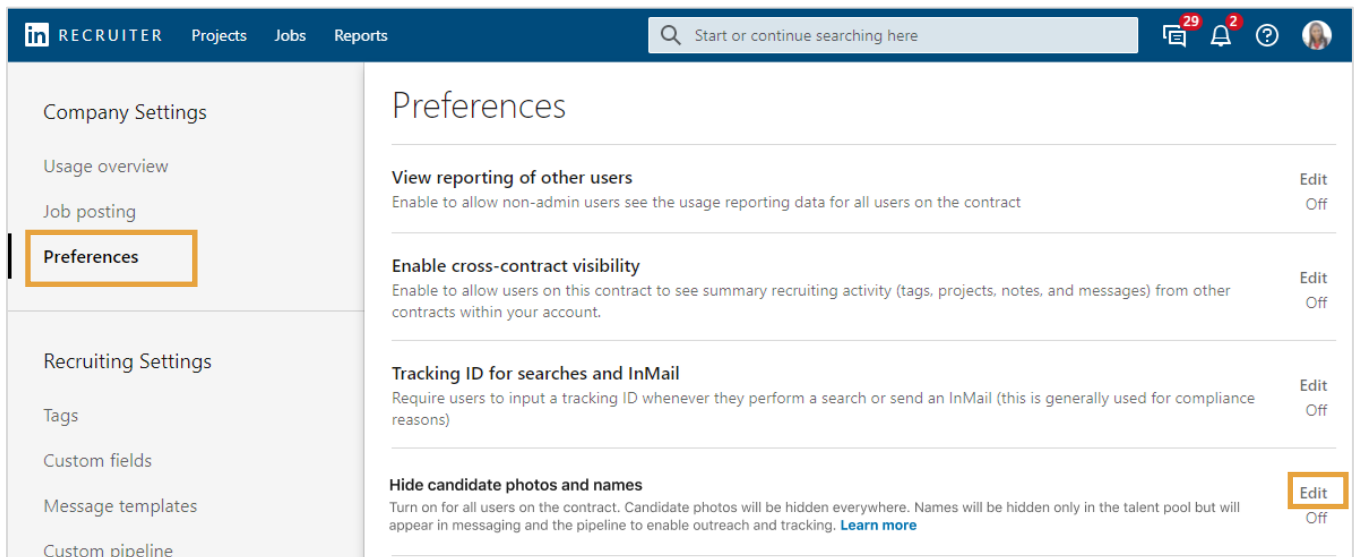 in RECRUITER Projects Jobs Reports Start or continue searching here 29 2 ?
Company Settings
Usage overview
Job posting
Preferences
Recruiting Settings
Tags
Custom fields
Message templates
Custom pipeline
Preferences
View reporting of other users
Enable to allow non-admin users see the usage reporting data for all users on the contract
Edit
Off
Enable cross-contract visibility
Enable to allow users on this contract to see summary recruiting activity (tags, projects, notes, and messages) from other
contracts within your account.
Edit
Off
Tracking ID for searches and InMail
Require users to input a tracking ID whenever they perform a search or send an InMail (this is generally used for compliance
reasons)
Edit
Off
Hide candidate photos and names
Turn on for all users on the contract. Candidate photos will be hidden everywhere. Names will be hidden only in the talent pool but will
appear in messaging and the pipeline to enable outreach and tracking. Learn more
Edit
Off